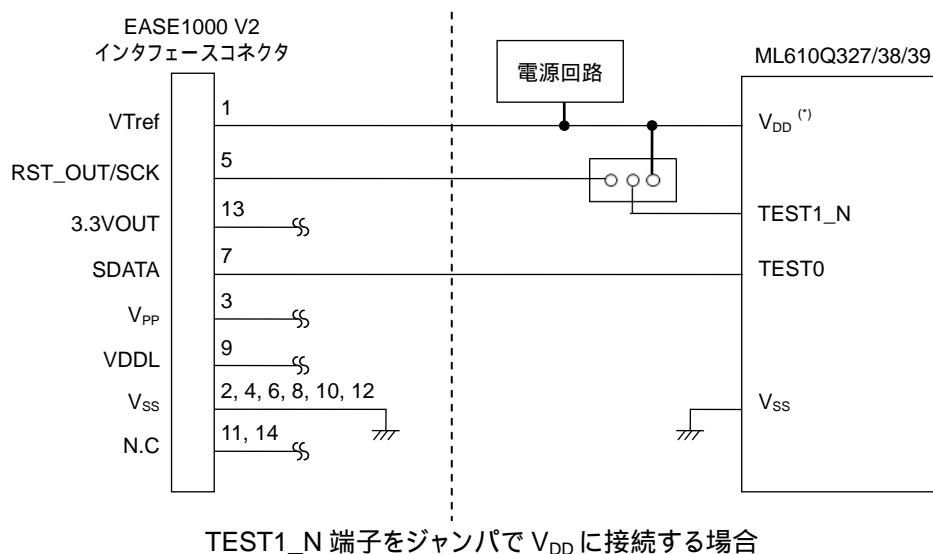 EASE1000 V2
インタフェースコネクタ
電源回路
ML610Q327/38/39
VTref
1
VDD (*)
RST_OUT/SCK
5
3.3VOUT
13
TEST1_N
SDATA
7
TEST0
VPP
3
VDDL
9
VSS
2, 4, 6, 8, 10, 12
VSS
N.C
11, 14
TEST1_N 端子をジャンパで VDD に接続する場合